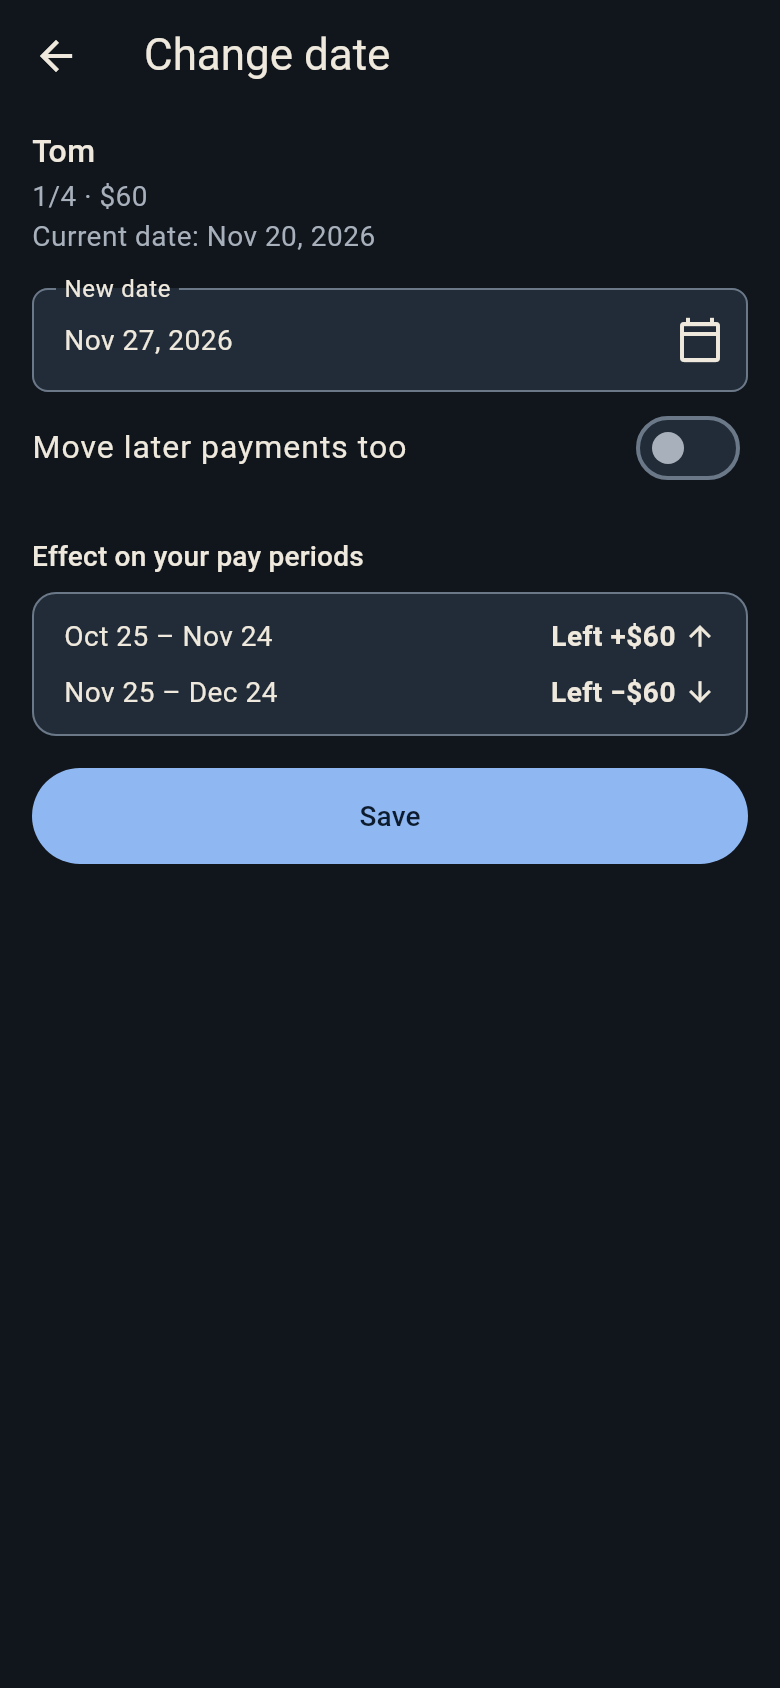 Change date
Tom
1/4 · $60
Current date: Nov 20, 2026
New date
Nov 27, 2026
Move later payments too
Effect on your pay periods
Oct 25 – Nov 24 Left +$60 ↑
Nov 25 – Dec 24 Left −$60 ↓
Save